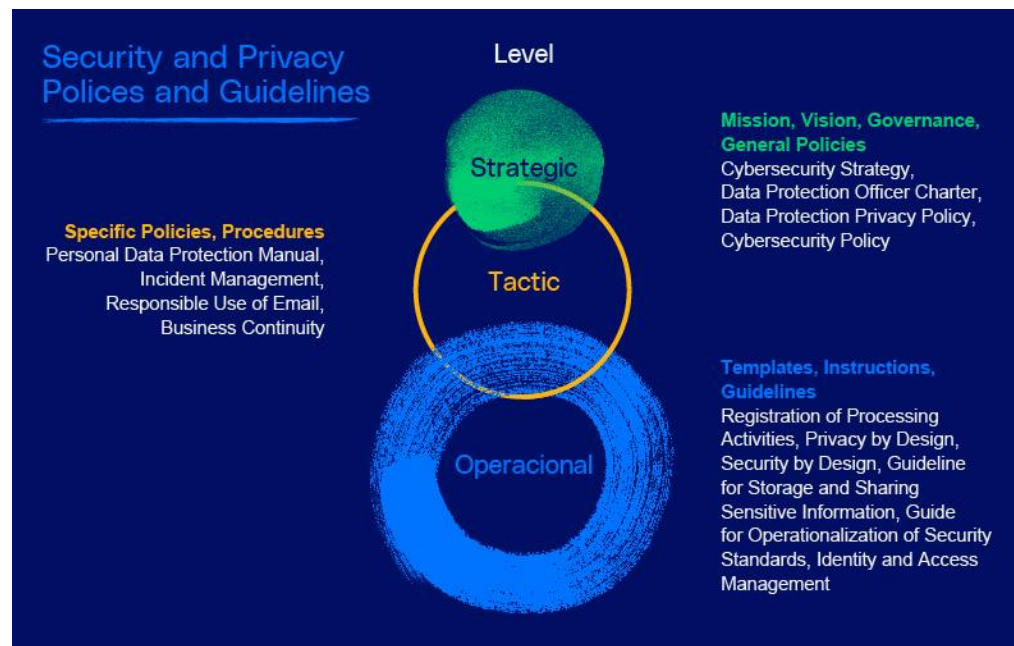 Security and Privacy
Polices and Guidelines
Level
Strategic
Mission, Vision, Governance,
General Policies
Cybersecurity Strategy,
Data Protection Officer Charter,
Data Protection Privacy Policy,
Cybersecurity Policy
Specific Policies, Procedures
Personal Data Protection Manual,
Incident Management,
Responsible Use of Email,
Business Continuity
Tactic
Operacional
Templates, Instructions,
Guidelines
Registration of Processing
Activities, Privacy by Design,
Security by Design, Guideline
for Storage and Sharing
Sensitive Information, Guide
for Operationalization of Security
Standards, Identity and Access
Management